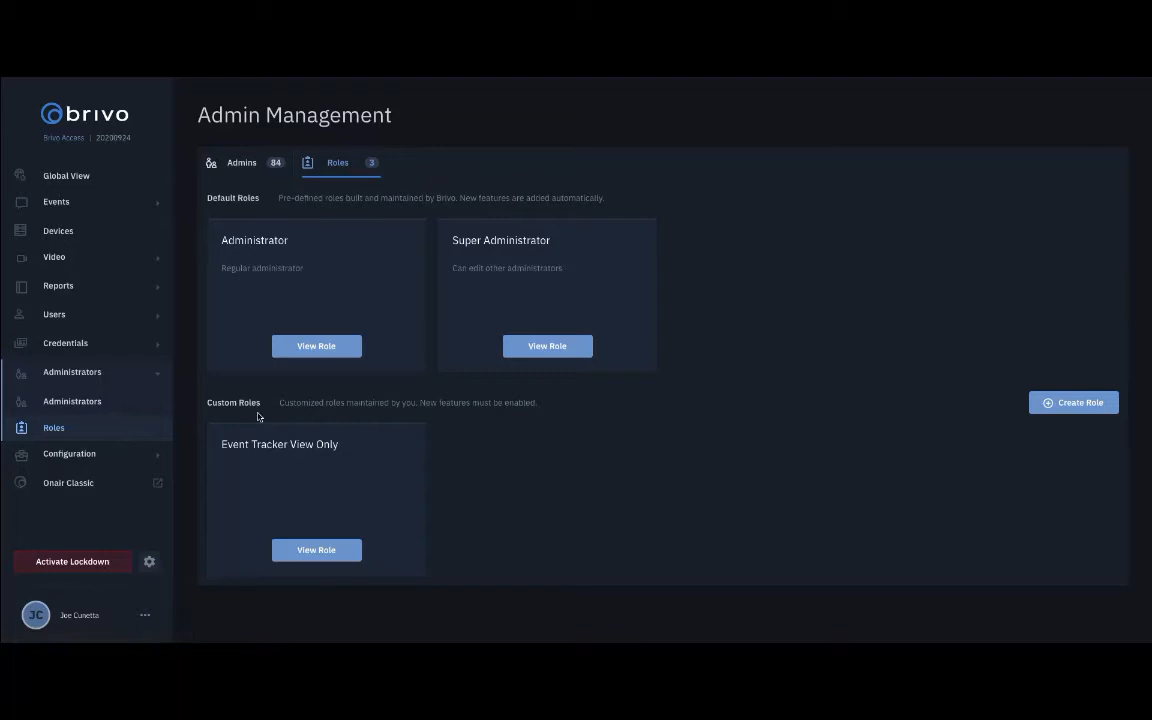 brivo
Brivo Access | 20200924
Global View
Events
Devices
Video
Reports
Users
Credentials
Administrators
Administrators
Roles
Configuration
Onair Classic
Activate Lockdown
JC Joe Cunetta ...
Admin Management
Admins 84 Roles 3
Default Roles Pre-defined roles built and maintained by Brivo. New features are added automatically.
Administrator
Regular administrator
View Role
Super Administrator
Can edit other administrators
View Role
Custom Roles Customized roles maintained by you. New features must be enabled.
Create Role
Event Tracker View Only
View Role